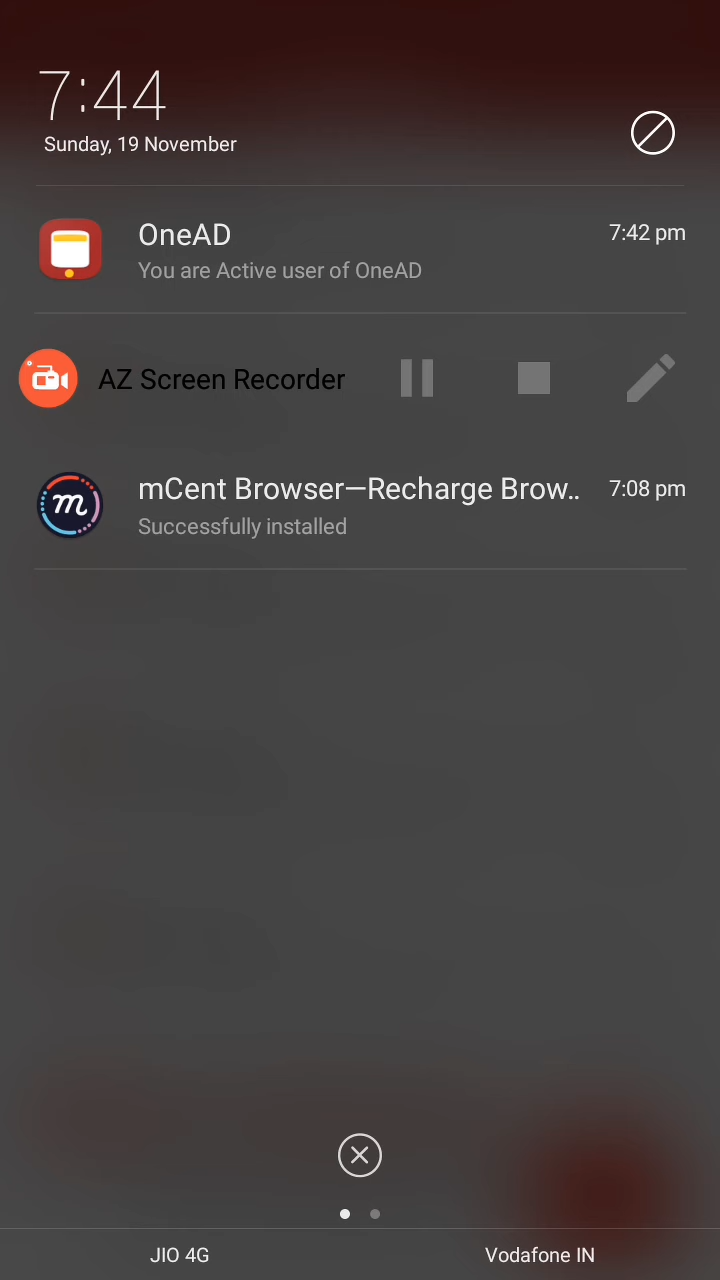 7:44
Sunday, 19 November
OneAD
7:42 pm
You are Active user of OneAD
AZ Screen Recorder
m
mCent Browser—Recharge Brow..
7:08 pm
Successfully installed
JIO 4G
Vodafone IN